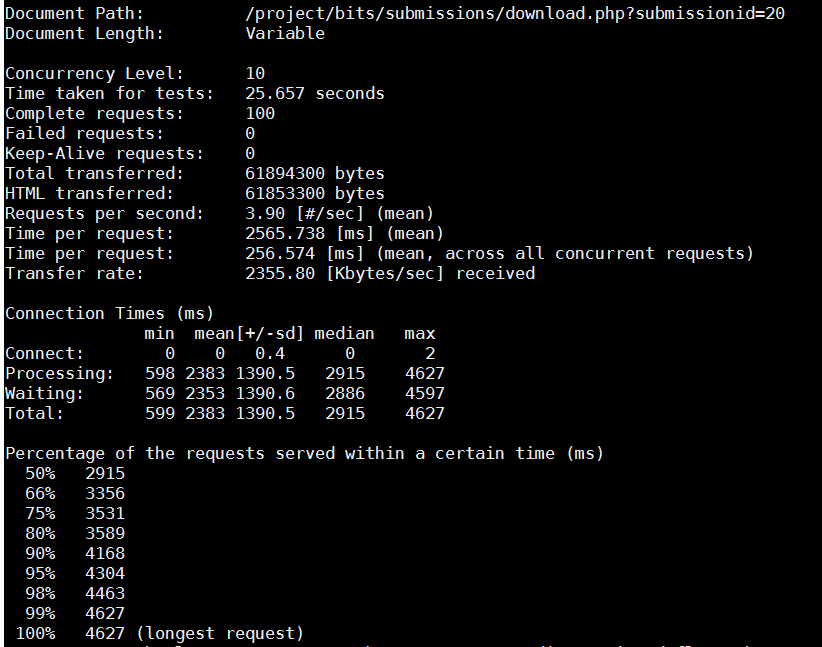 Document Path: /project/bits/submissions/download.php?submissionid=20
Document Length: Variable
Concurrency Level: 10
Time taken for tests: 25.657 seconds
Complete requests: 100
Failed requests: 0
Keep-Alive requests: 0
Total transferred: 61894300 bytes
HTML transferred: 61853300 bytes
Requests per second: 3.90 [#/sec] (mean)
Time per request: 2565.738 [ms] (mean)
Time per request: 256.574 [ms] (mean, across all concurrent requests)
Transfer rate: 2355.80 [Kbytes/sec] received
Connection Times (ms)
min mean[+/-sd] median max
Connect: 0 0 0.4 0 2
Processing: 598 2383 1390.5 2915 4627
Waiting: 569 2353 1390.6 2886 4597
Total: 599 2383 1390.5 2915 4627
Percentage of the requests served within a certain time (ms)
50% 2915
66% 3356
75% 3531
80% 3589
90% 4168
95% 4304
98% 4463
99% 4627
100% 4627 (longest request)